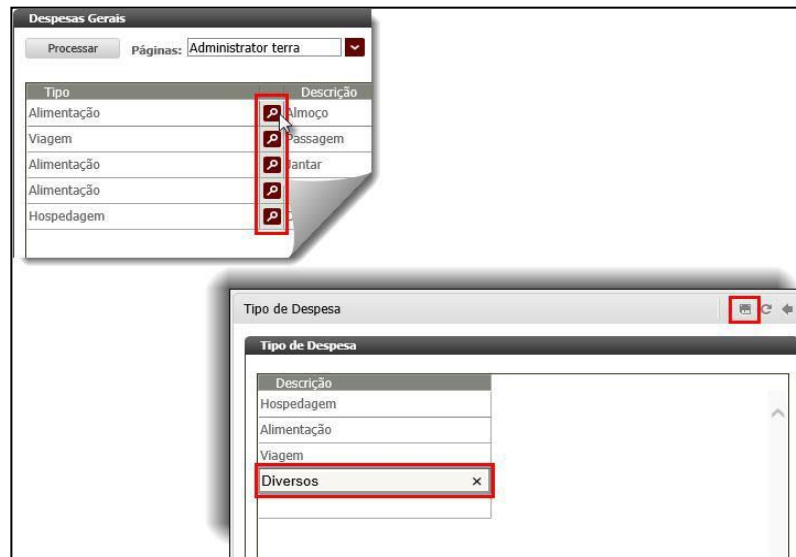 Despesas Gerais
Processar Páginas: Administrator terra
Tipo Descrição
Alimentação Almoço
Viagem Passagem
Alimentação Jantar
Alimentação
Hospedagem
Tipo de Despesa
Tipo de Despesa
Descrição
Hospedagem
Alimentação
Viagem
Diversos ×